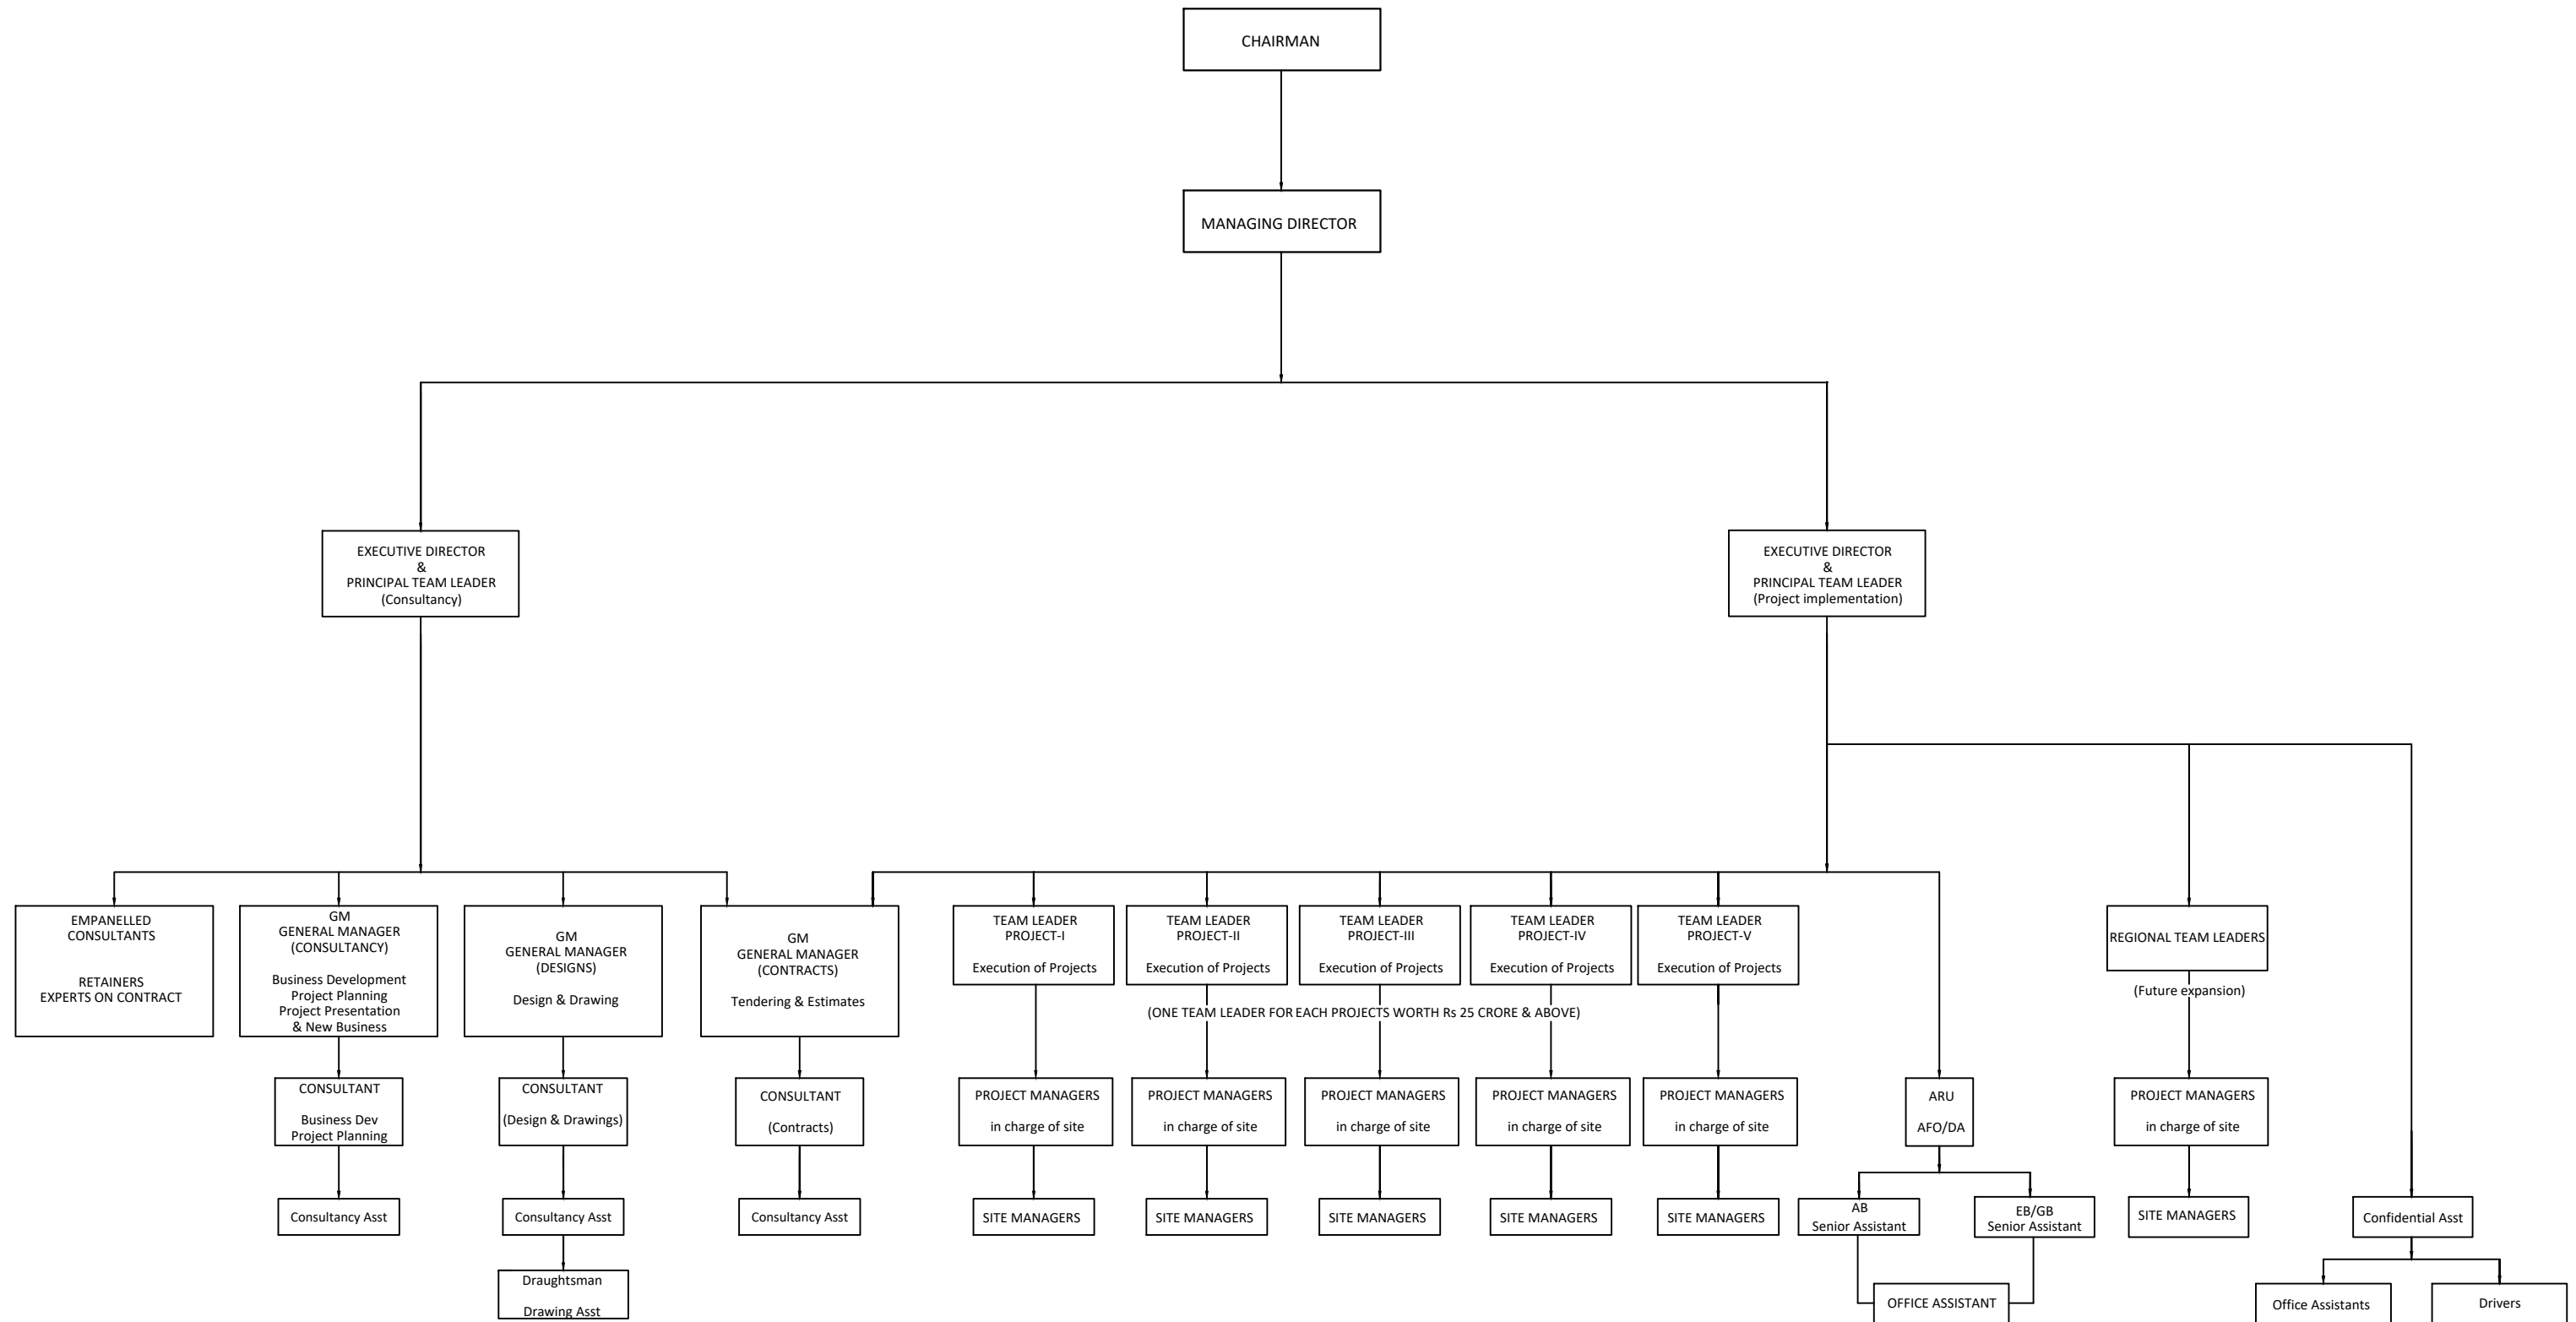 CHAIRMAN
MANAGING DIRECTOR
EXECUTIVE DIRECTOR
&
PRINCIPAL TEAM LEADER
(Consultancy)
EXECUTIVE DIRECTOR
&
PRINCIPAL TEAM LEADER
(Project implementation)
EMPANELLED
CONSULTANTS
RETAINERS
EXPERTS ON CONTRACT
GM
GENERAL MANAGER
(CONSULTANCY)
Business Development
Project Planning
Project Presentation
& New Business
GM
GENERAL MANAGER
(DESIGNS)
Design & Drawing
GM
GENERAL MANAGER
(CONTRACTS)
Tendering & Estimates
TEAM LEADER
PROJECT-I
Execution of Projects
TEAM LEADER
PROJECT-II
Execution of Projects
TEAM LEADER
PROJECT-III
Execution of Projects
TEAM LEADER
PROJECT-IV
Execution of Projects
TEAM LEADER
PROJECT-V
Execution of Projects
REGIONAL TEAM LEADERS
(Future expansion)
(ONE TEAM LEADER FOR EACH PROJECTS WORTH Rs 25 CRORE & ABOVE)
CONSULTANT
Business Dev
Project Planning
CONSULTANT
(Design & Drawings)
CONSULTANT
(Contracts)
PROJECT MANAGERS
in charge of site
PROJECT MANAGERS
in charge of site
PROJECT MANAGERS
in charge of site
PROJECT MANAGERS
in charge of site
PROJECT MANAGERS
in charge of site
ARU
AFO/DA
PROJECT MANAGERS
in charge of site
Consultancy Asst
Consultancy Asst
Consultancy Asst
SITE MANAGERS
SITE MANAGERS
SITE MANAGERS
SITE MANAGERS
SITE MANAGERS
AB
Senior Assistant
EB/GB
Senior Assistant
SITE MANAGERS
Confidential Asst
Draughtsman
Drawing Asst
OFFICE ASSISTANT
Office Assistants
Drivers